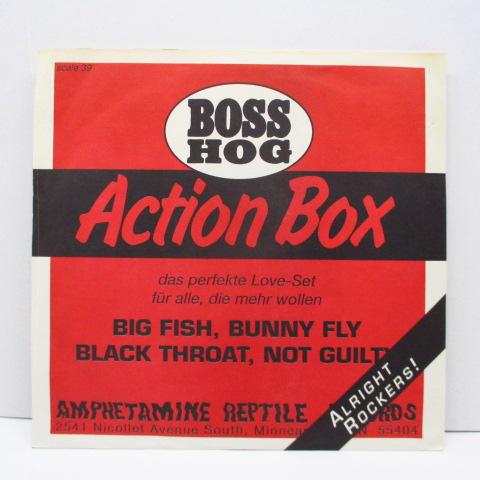 scale 39
BOSS
HOG
Action Box
das perfekte Love-Set
für alle, die mehr wollen
BIG FISH, BUNNY FLY
BLACK THROAT, NOT GUILT
ALRIGHT
ROCKERS!
AMPHETAMINE REPTILE
2541 Nicollet Avenue South, 55404